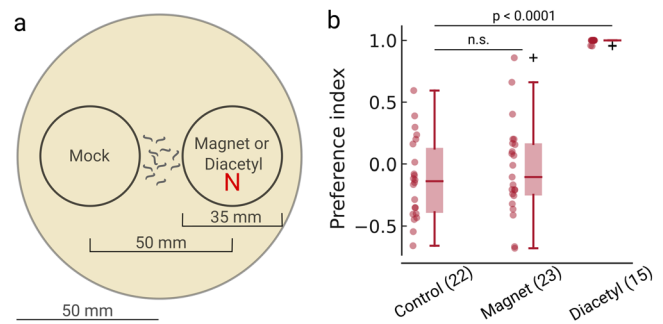 a
Mock
Magnet or
Diacetyl
N
35 mm
50 mm
50 mm
b
p < 0.0001
n.s.
Preference index
1.0
0.5
0.0
−0.5
Control (22)
Magnet (23)
Diacetyl (15)